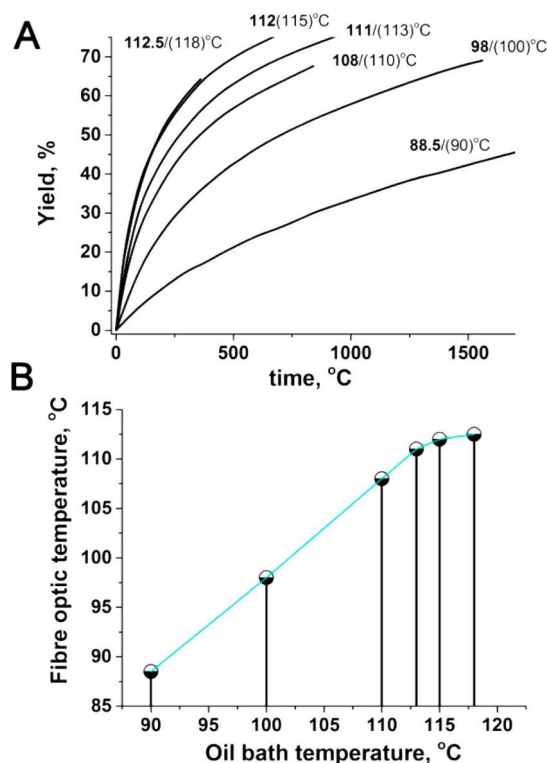 A
112.5/(118)°C
112(115)°C
111/(113)°C
108/(110)°C
98/(100)°C
88.5/(90)°C
Yield, %
70
60
50
40
30
20
10
0
0 500 1000 1500
time, °C
B
Fibre optic temperature, °C
115
110
105
100
95
90
85
90 95 100 105 110 115 120
Oil bath temperature, °C